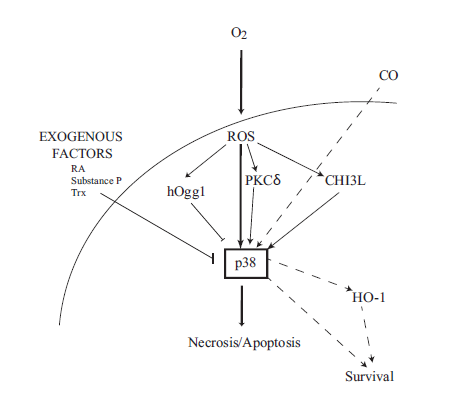 O2
CO
EXOGENOUS
FACTORS
RA
Substance P
Trx
ROS
hOgg1
PKCδ
CHI3L
p38
HO-1
Necrosis/Apoptosis
Survival